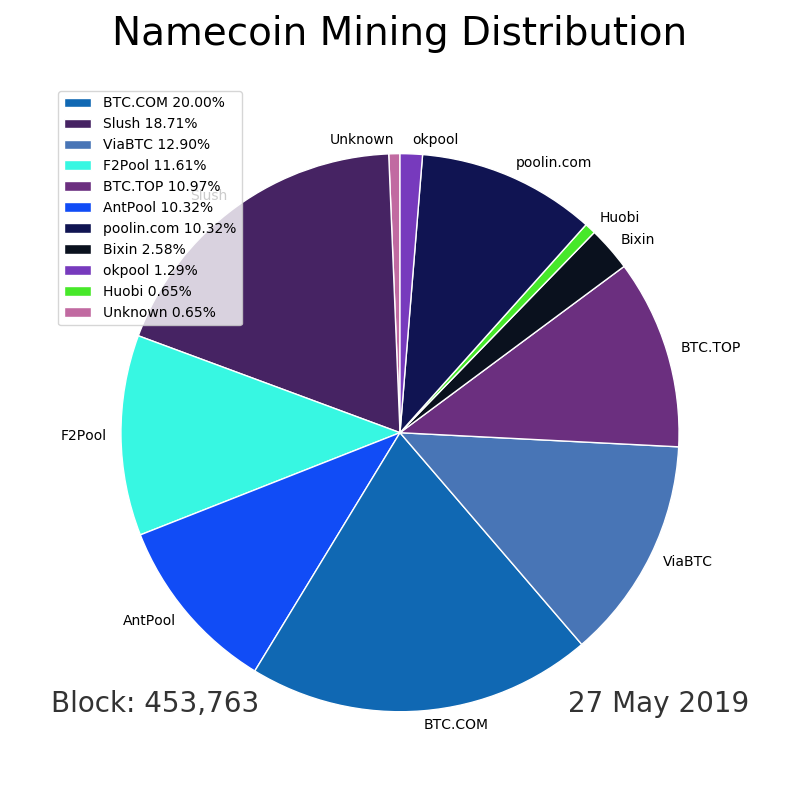 Namecoin Mining Distribution
BTC.COM 20.00%
Slush 18.71%
ViaBTC 12.90%
F2Pool 11.61%
BTC.TOP 10.97%
AntPool 10.32%
poolin.com 10.32%
Bixin 2.58%
okpool 1.29%
Huobi 0.65%
Unknown 0.65%
Unknown
okpool
poolin.com
Slush
Huobi
Bixin
BTC.TOP
F2Pool
ViaBTC
AntPool
BTC.COM
Block: 453,763
27 May 2019